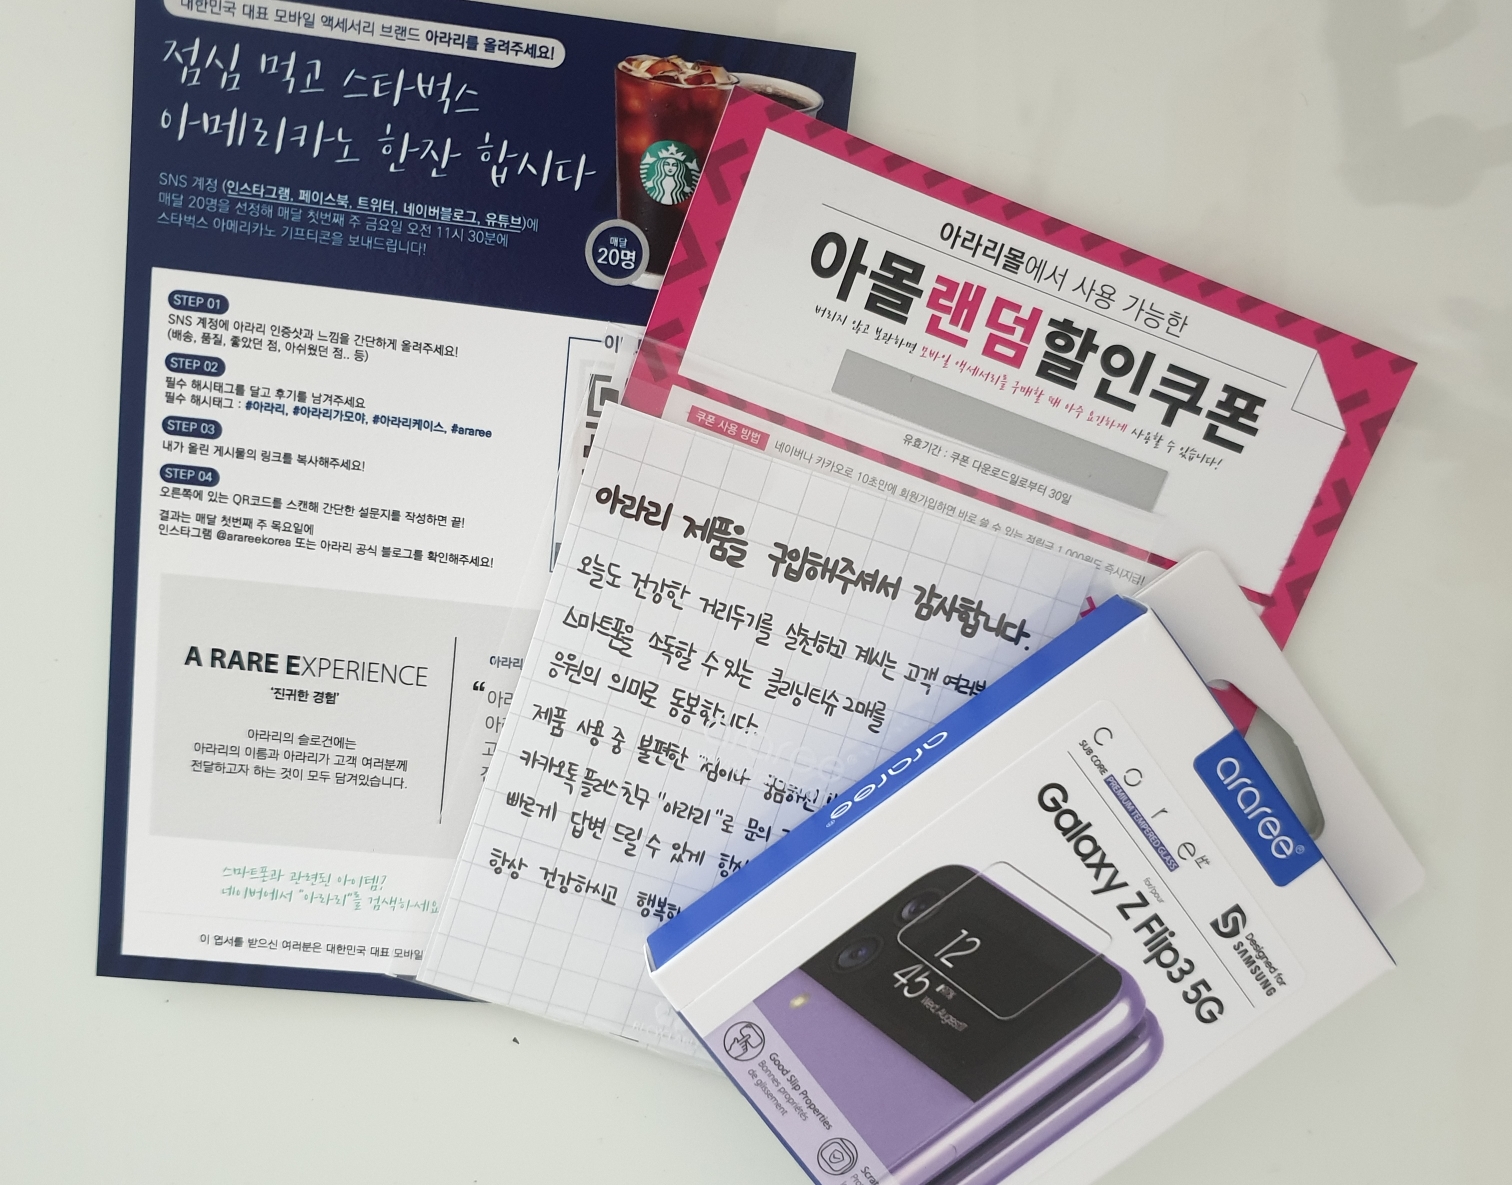 대한민국 대표 모바일 액세서리 브랜드 아라리를 올려주세요!
점심 먹고 스타벅스
아메리카노 한잔 합시다
SNS 계정 (인스타그램, 페이스북, 트위터, 네이버블로그, 유튜브)에
매달 20명을 선정해 매달 첫번째 주 금요일 오전 11시 30분에
스타벅스 아메리카노 기프티콘을 보내드립니다!
매달
20명
STEP 01
SNS 계정에 아라리 인증샷과 느낌을 간단하게 올려주세요!
(배송, 품질, 좋았던 점, 아쉬웠던 점.. 등)
STEP 02
필수 해시태그를 달고 후기를 남겨주세요
필수 해시태그 : #아라리, #아라리가모야, #아라리케이스, #araree
STEP 03
내가 올린 게시물의 링크를 복사해주세요!
STEP 04
오른쪽에 있는 QR코드를 스캔해 간단한 설문지를 작성하면 끝!
결과는 매달 첫번째 주 목요일에
인스타그램 @arareekorea 또는 아라리 공식 블로그를 확인해주세요!
A RARE EXPERIENCE
'진귀한 경험'
아라리의 슬로건에는
아라리의 이름과 아라리가 고객 여러분께
전달하고자 하는 것이 모두 담겨있습니다.
아라리
스마트폰과 관련된 아이템?
네이버에서 "아라리"를 검색하세요
이 엽서를 받으신 여러분은 대한민국 대표 모바일
아라리몰에서 사용 가능한
아몰랜덤할인쿠폰
버리지 않고 보관하면 모바일 액세서리를 구매할 때 아주 요긴하게 사용할 수 있습니다!
유효기간 : 쿠폰 다운로드일로부터 30일
쿠폰 사용 방법
네이버나 카카오로 10초만에 회원가입하면 바로 쓸 수 있는 적립금 1,000원도 즉시지급!
아라리 제품을 구입해주셔서 감사합니다.
오늘도 건강한 거리두기를 실천하고 계시는 고객 여러분
스마트폰을 소독할 수 있는 클리닝티슈 2매를
응원의 의미로 동봉합니다.
제품 사용 중 불편한 점이나 궁금하신
카카오톡 플러스친구 "아라리"로 문의
빠르게 답변 드릴 수 있게 항시
항상 건강하시고 행복하
araree
araree
Core
SUB CORE PREMIUM TEMPERED GLASS
for/pour
Galaxy Z Flip3 5G
Designed for
SAMSUNG
12
45
Good Slip Properties
Bonnes propriétés
de glissement